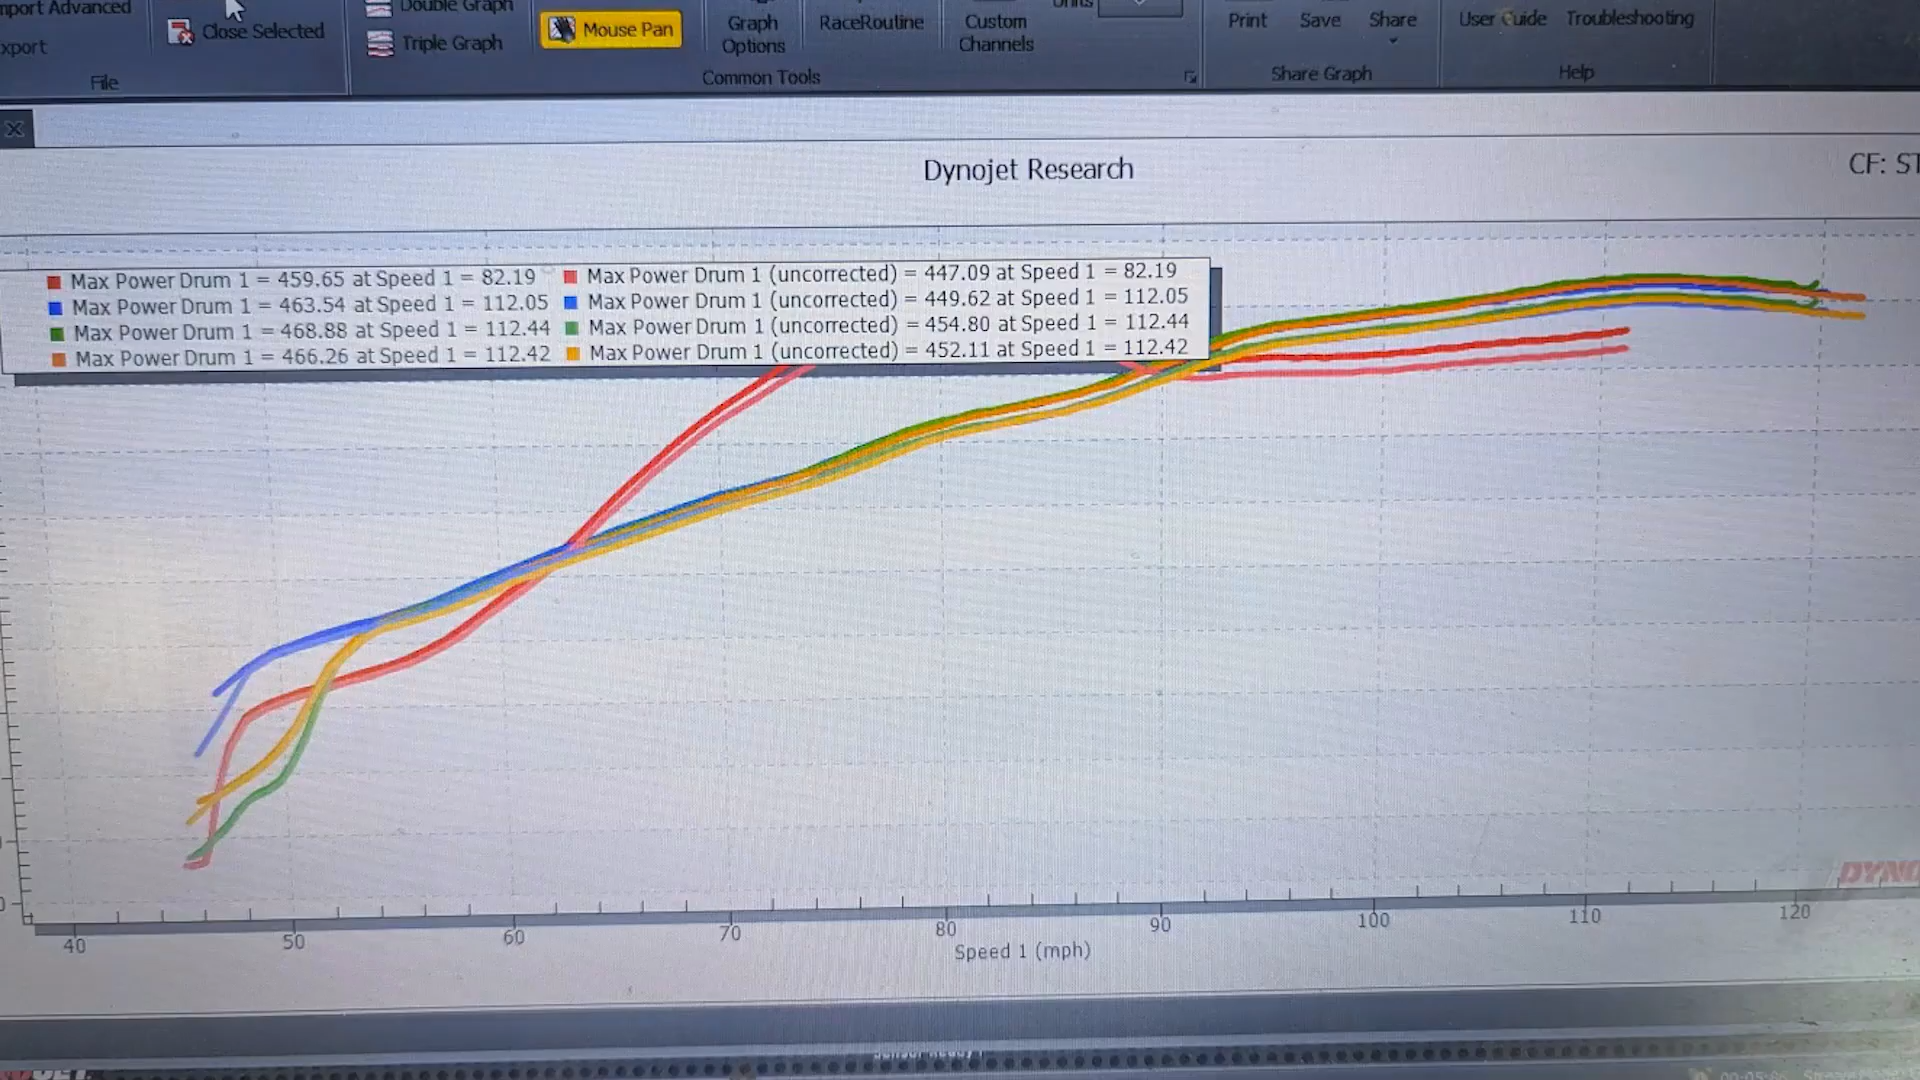 mport Advanced
xport
Close Selected
File
Double Graph
Triple Graph
Mouse Pan
Graph Options
RaceRoutine
Custom Channels
Units
Common Tools
Print
Save
Share
Share Graph
User Guide
Troubleshooting
Help
Dynojet Research
CF: ST
Max Power Drum 1 = 459.65 at Speed 1 = 82.19
Max Power Drum 1 (uncorrected) = 447.09 at Speed 1 = 82.19
Max Power Drum 1 = 463.54 at Speed 1 = 112.05
Max Power Drum 1 (uncorrected) = 449.62 at Speed 1 = 112.05
Max Power Drum 1 = 468.88 at Speed 1 = 112.44
Max Power Drum 1 (uncorrected) = 454.80 at Speed 1 = 112.44
Max Power Drum 1 = 466.26 at Speed 1 = 112.42
Max Power Drum 1 (uncorrected) = 452.11 at Speed 1 = 112.42
DYNO
0
40 50 60 70 80 90 100 110 120
Speed 1 (mph)